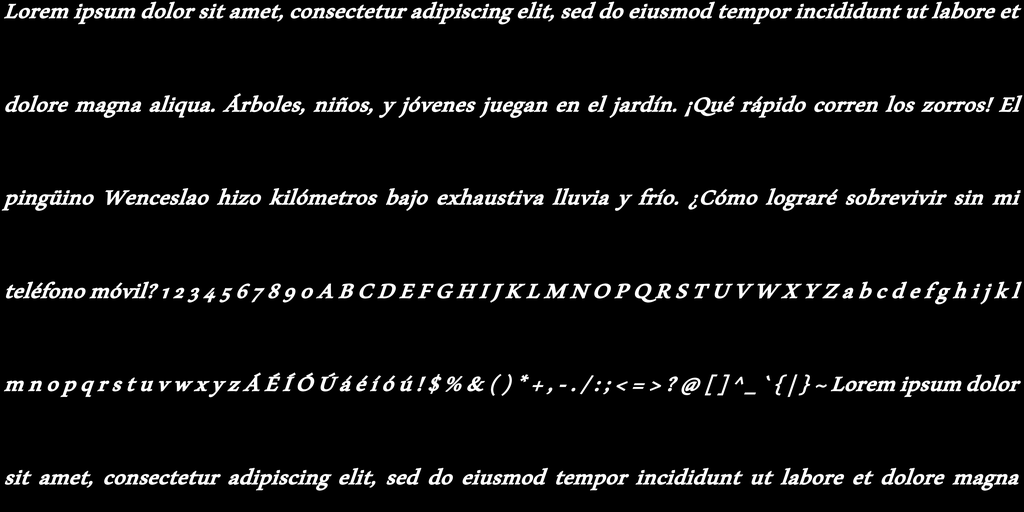 Lorem ipsum dolor sit amet, consectetur adipiscing elit, sed do eiusmod tempor incididunt ut labore et
dolore magna aliqua. Árboles, niños, y jóvenes juegan en el jardín. ¡Qué rápido corren los zorros! El
pingüino Wenceslao hizo kilómetros bajo exhaustiva lluvia y frío. ¿Cómo lograré sobrevivir sin mi
teléfono móvil? 1 2 3 4 5 6 7 8 9 0 A B C D E F G H I J K L M N O P Q R S T U V W X Y Z a b c d e f g h i j k l
m n o p q r s t u v w x y z Á É Í Ó Ú á é í ó ú ! $ % & ( ) * + , - . / : ; < = > ? @ [ ] ^ _ ` { | } ~ Lorem ipsum dolor
sit amet, consectetur adipiscing elit, sed do eiusmod tempor incididunt ut labore et dolore magna